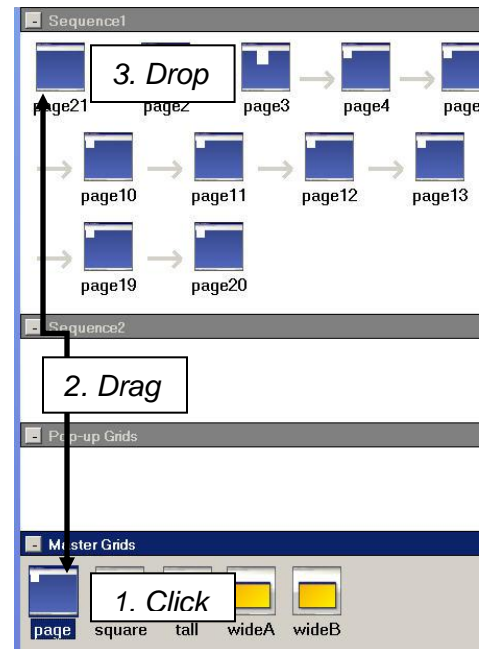 Sequence1
3. Drop
page21 page2 page3 page4 page
page10 page11 page12 page13
page19 page20
Sequence2
2. Drag
Pop-up Grids
Master Grids
1. Click
page square tall wideA wideB